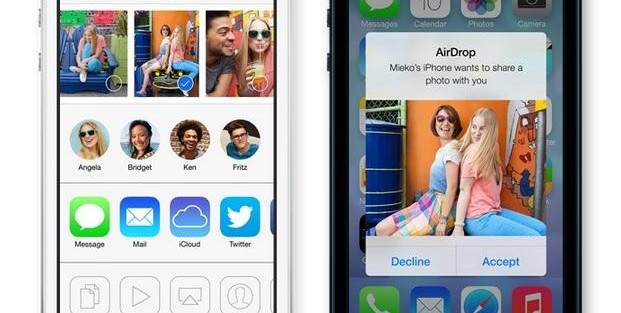 Angela Bridget Ken Fritz
Message Mail iCloud Twitter
Messages Calendar Photos Camera
AirDrop
Mieko's iPhone wants to share a
photo with you
Decline Accept